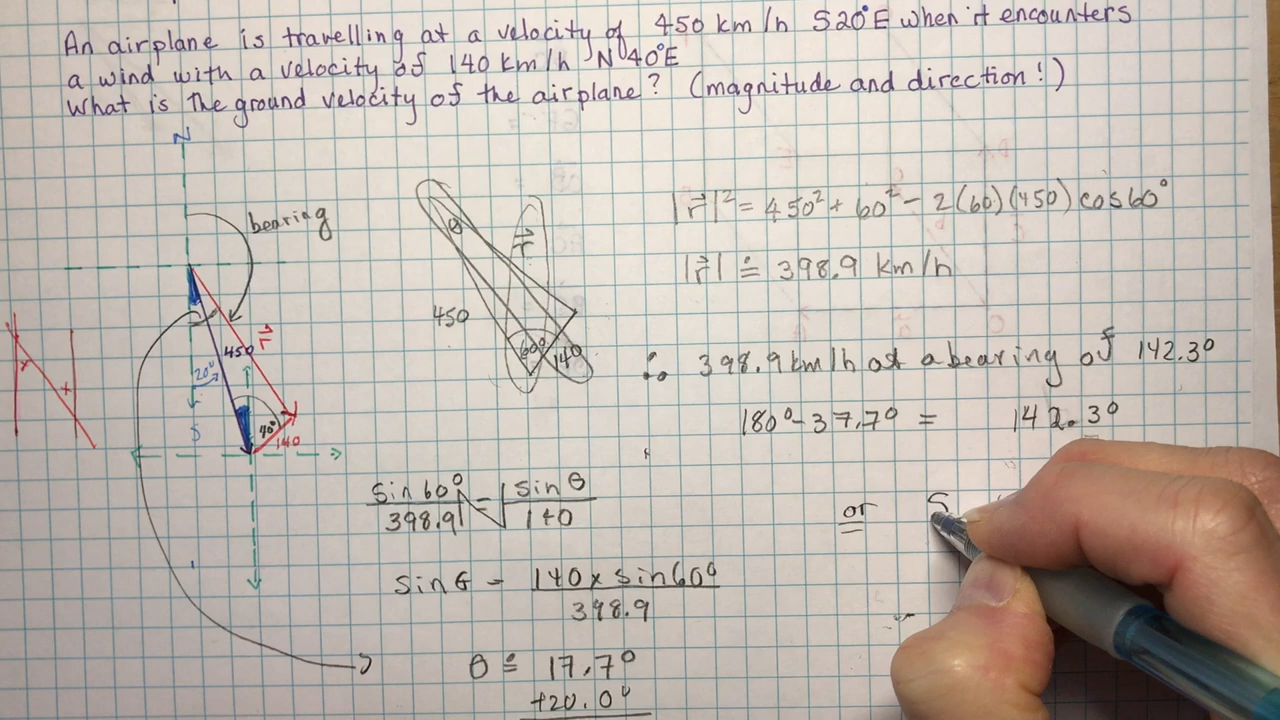 An airplane is travelling at a velocity of 450 km/h S20°E when it encounters
a wind with a velocity of 140 km/h N40°E
What is the ground velocity of the airplane? (magnitude and direction!)
N
bearing
θ
r⃗
|r⃗|² = 450² + 60² - 2(60)(450)cos60°
|r⃗| ≐ 398.9 km/h
450
60°
140
r⃗
450
20°
S
40°
140
x
x
∴ 398.9 km/h at a bearing of 142.3°
180° - 37.7° = 142.3°
or S
sin 60° = sin θ
398.9 140
sin θ = 140 x sin60°
398.9
θ ≐ 17.7°
+20.0°